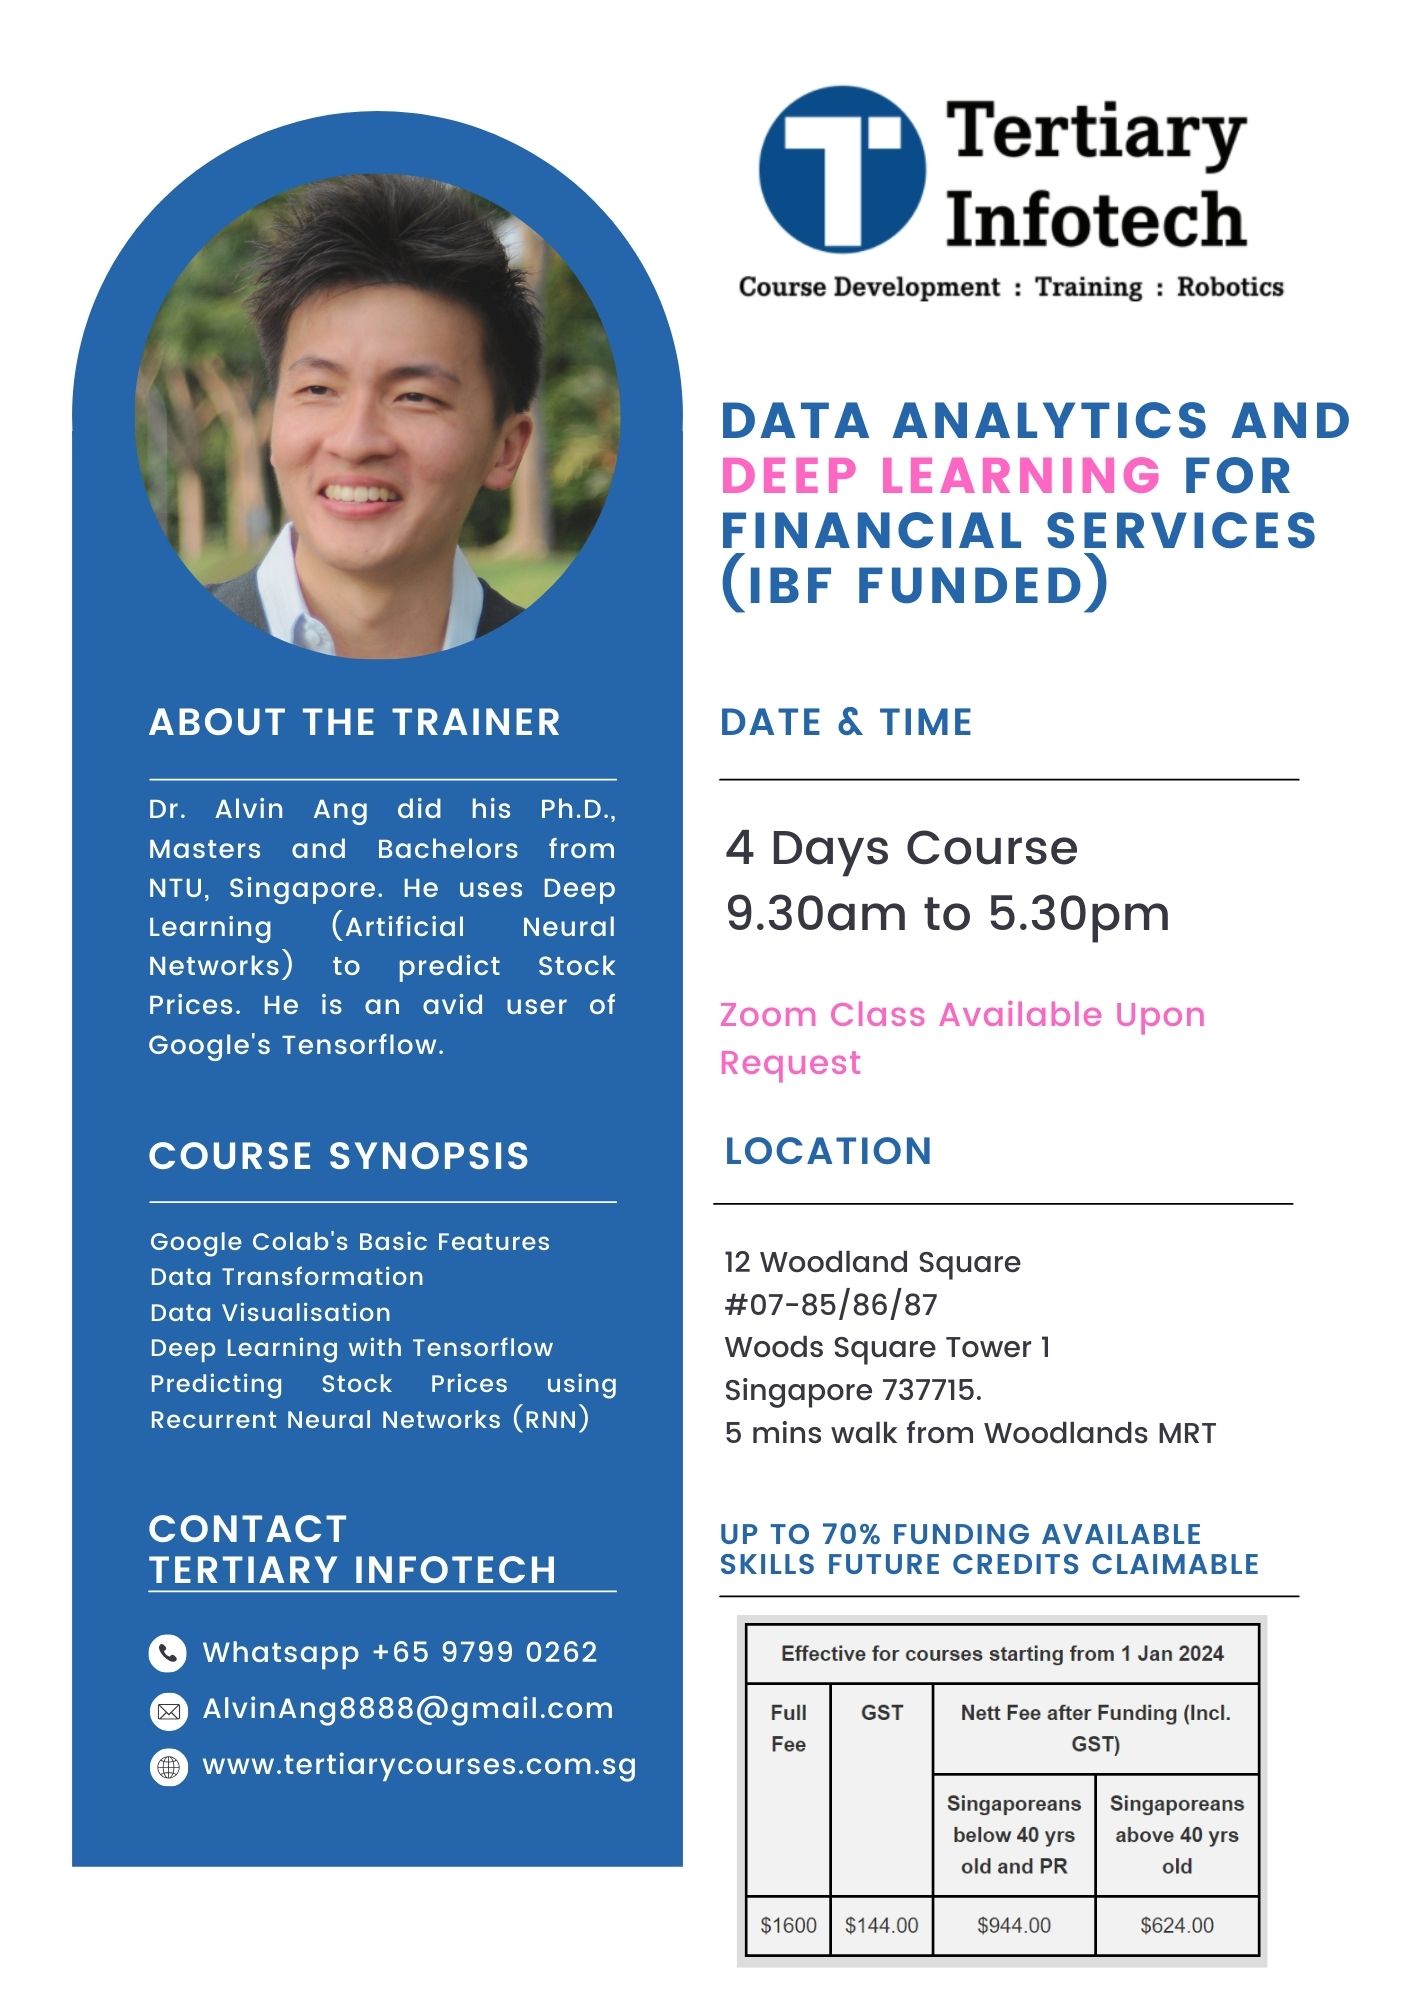 Tertiary
Infotech
Course Development : Training : Robotics
DATA ANALYTICS AND
DEEP LEARNING FOR
FINANCIAL SERVICES
(IBF FUNDED)
ABOUT THE TRAINER
Dr. Alvin Ang did his Ph.D.,
Masters and Bachelors from
NTU, Singapore. He uses Deep
Learning (Artificial Neural
Networks) to predict Stock
Prices. He is an avid user of
Google's Tensorflow.
COURSE SYNOPSIS
Google Colab's Basic Features
Data Transformation
Data Visualisation
Deep Learning with Tensorflow
Predicting Stock Prices using
Recurrent Neural Networks (RNN)
CONTACT
TERTIARY INFOTECH
Whatsapp +65 9799 0262
AlvinAng8888@gmail.com
www.tertiarycourses.com.sg
DATE & TIME
4 Days Course
9.30am to 5.30pm
Zoom Class Available Upon
Request
LOCATION
12 Woodland Square
#07-85/86/87
Woods Square Tower 1
Singapore 737715.
5 mins walk from Woodlands MRT
UP TO 70% FUNDING AVAILABLE
SKILLS FUTURE CREDITS CLAIMABLE
Effective for courses starting from 1 Jan 2024
Full
Fee
GST
Nett Fee after Funding (Incl.
GST)
Singaporeans
below 40 yrs
old and PR
Singaporeans
above 40 yrs
old
$1600 $144.00 $944.00 $624.00